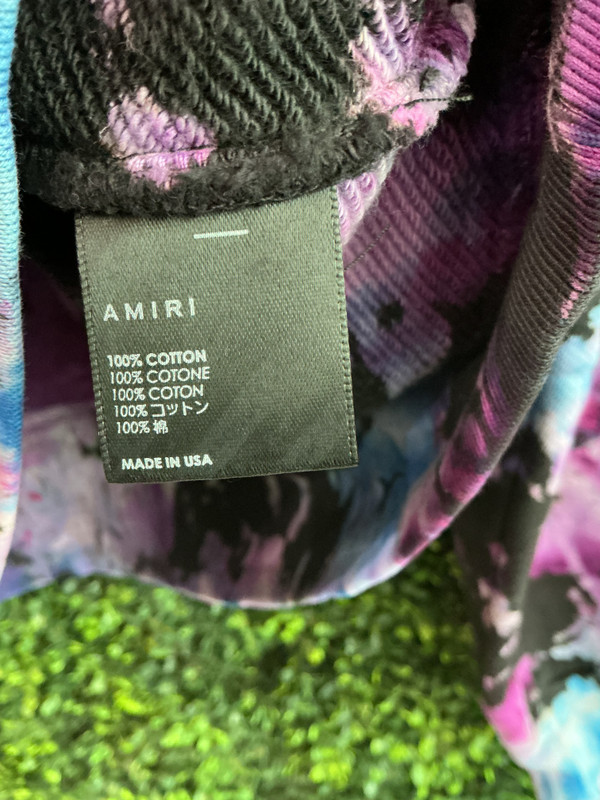 AMIRI
100% COTTON
100% COTONE
100% COTON
100% コットン
100% 棉
MADE IN USA